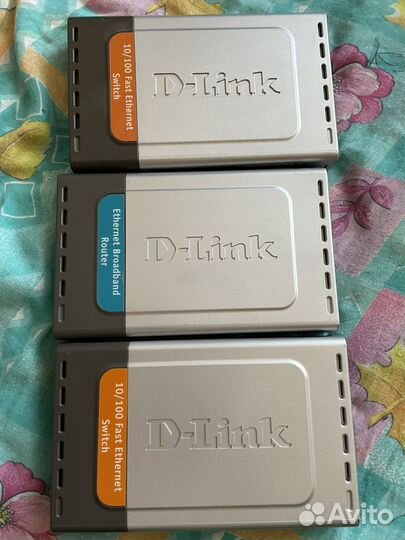 10/100 Fast Ethernet
Switch
D-Link
Ethernet Broadband
Router
D-Link
10/100 Fast Ethernet
Switch
D-Link
Avito